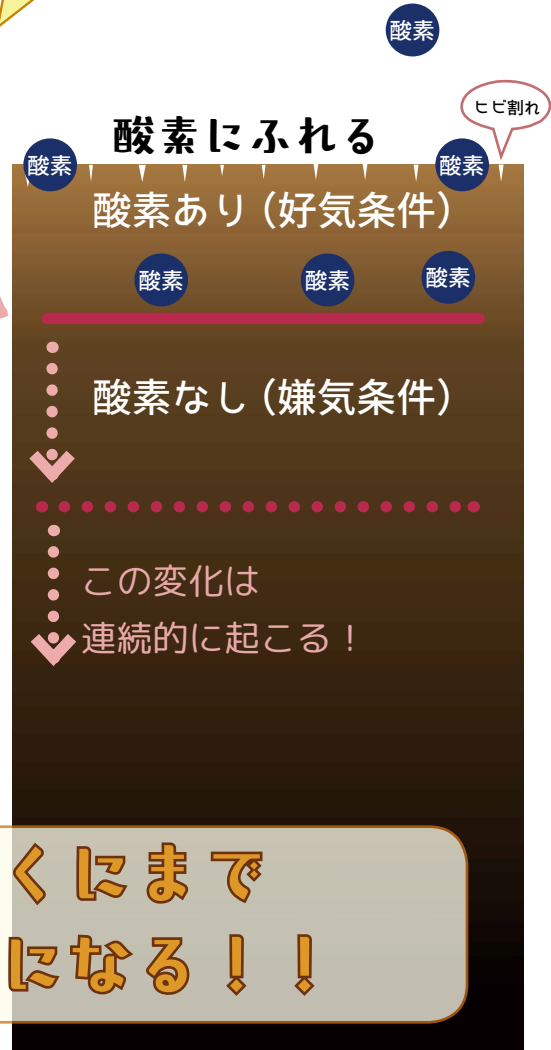 酸素
ヒビ割れ
酸素にふれる
酸素
酸素
酸素あり(好気条件)
酸素
酸素
酸素
酸素なし(嫌気条件)
この変化は
連続的に起こる!
くにまで
になる!!